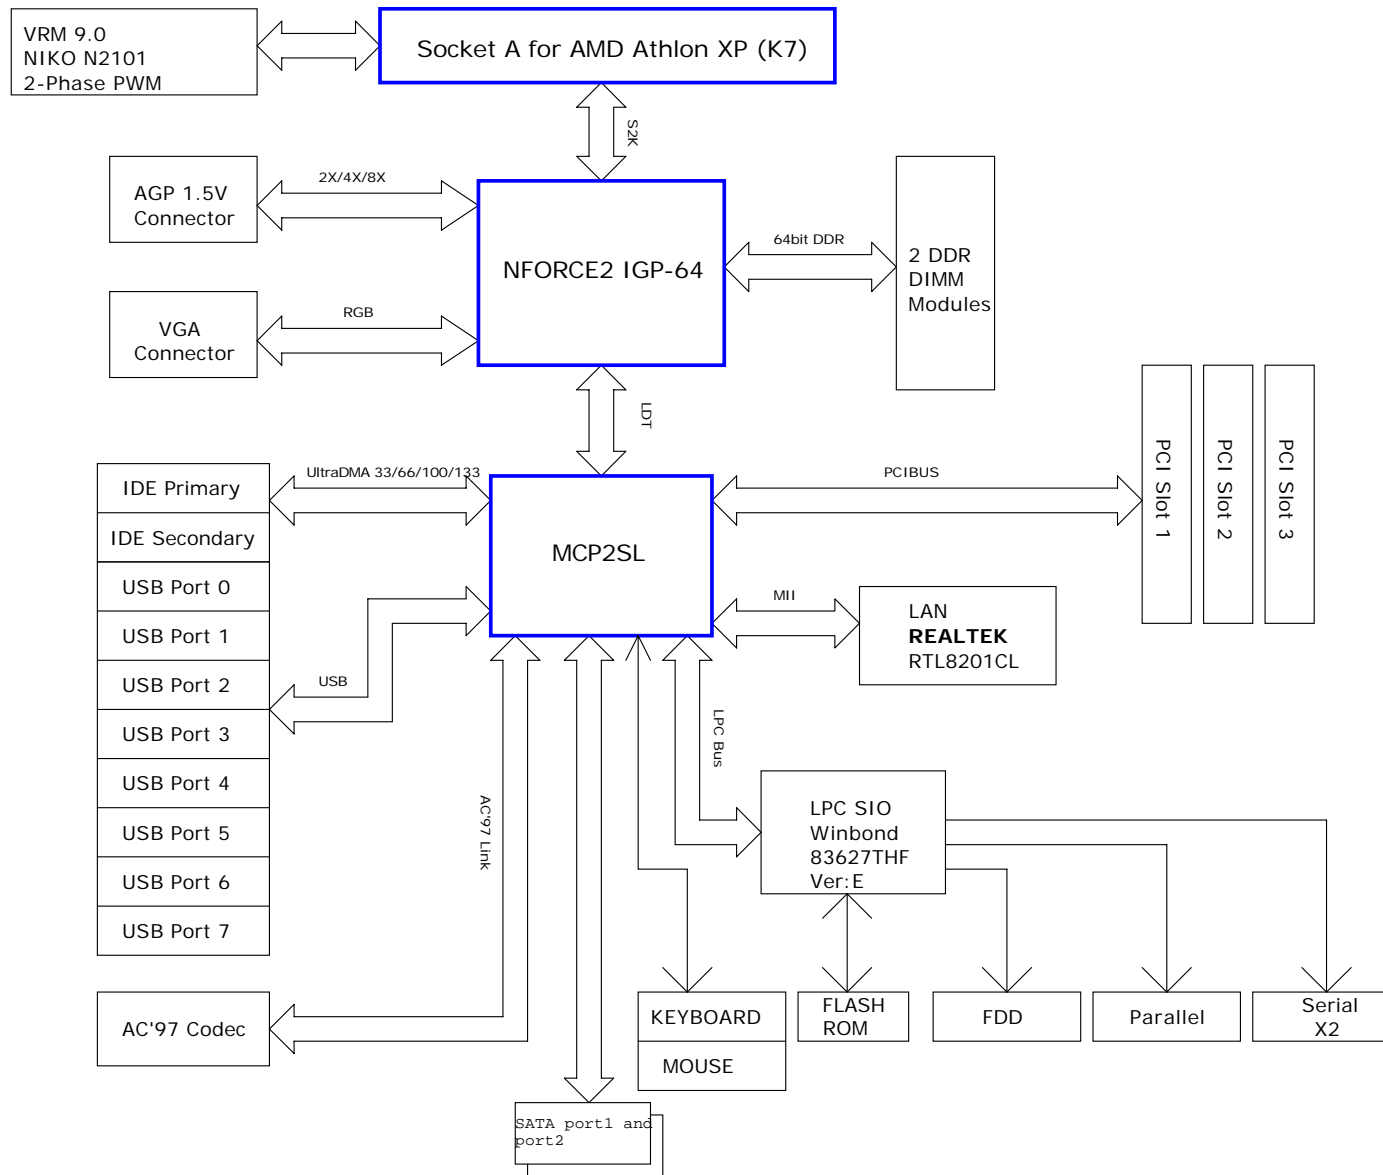 VRM 9.0
NIKO N2101
2-Phase PWM
Socket A for AMD Athlon XP (K7)
S2K
AGP 1.5V
Connector
2X/4X/8X
NFORCE2 IGP-64
64bit DDR
2 DDR
DIMM
Modules
VGA
Connector
RGB
LDT
IDE Primary
IDE Secondary
USB Port 0
USB Port 1
USB Port 2
USB Port 3
USB Port 4
USB Port 5
USB Port 6
USB Port 7
UltraDMA 33/66/100/133
USB
MCP2SL
PCIBUS
PCI Slot 1
PCI Slot 2
PCI Slot 3
MII
LAN
REALTEK
RTL8201CL
AC'97 Link
LPC Bus
LPC SIO
Winbond
83627THF
Ver:E
AC'97 Codec
KEYBOARD
MOUSE
FLASH
ROM
FDD
Parallel
Serial
X2
SATA port1 and
port2